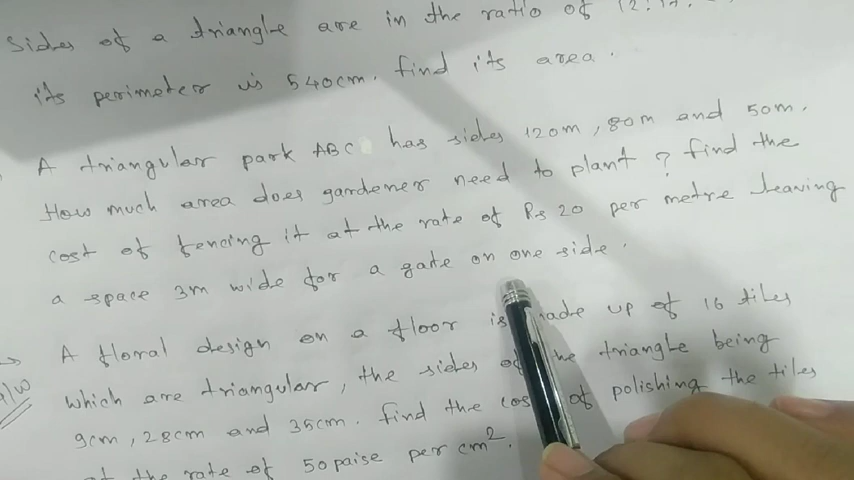 Sides of a triangle are in the ratio of 12:17:
its perimeter is 540cm. find its area.
A triangular park ABC has sides 120m, 80m and 50m.
How much area does gardener need to plant? find the
cost of fencing it at the rate of Rs 20 per metre leaving
a space 3m wide for a gate on one side.
→ A floral design on a floor is made up of 16 tiles
H/W which are triangular, the sides of the triangle being
9cm, 28cm and 35cm. find the cost of polishing the tiles
at the rate of 50 paise per cm².